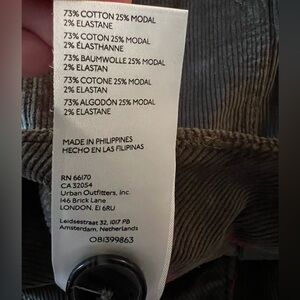 73% COTTON 25% MODAL
2% ELASTANE
73% COTON 25% MODAL
2% ÉLASTHANNE
73% BAUMWOLLE 25% MODAL
2% ELASTAN
73% COTONE 25% MODAL
2% ELASTAN
73% ALGODÓN 25% MODAL
2% ELASTANE
MADE IN PHILIPPINES
HECHO EN LAS FILIPINAS
RN 66170
CA 32054
Urban Outfitters, Inc.
146 Brick Lane
LONDON, E1 6RU
Leidsestraat 32, 1017 PB
Amsterdam, Netherlands
OB1399863